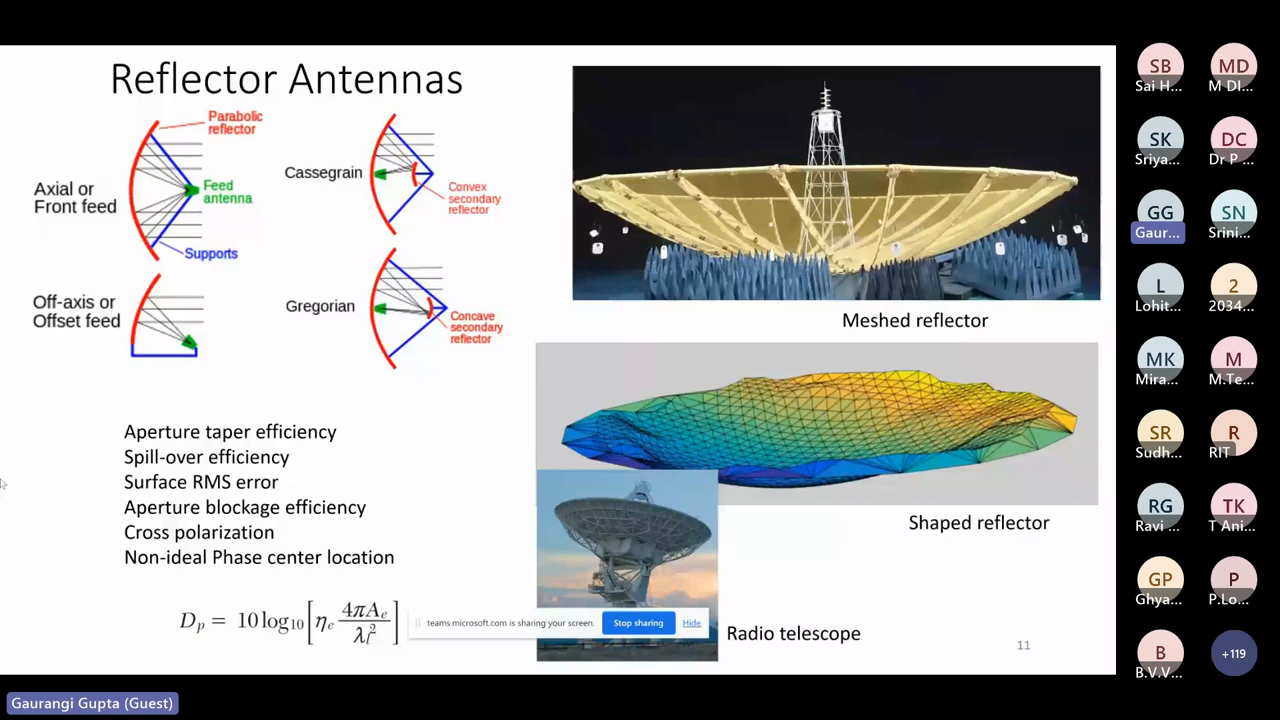 Reflector Antennas
Parabolic
reflector
Axial or
Front feed
Feed
antenna
Supports
Off-axis or
Offset feed
Cassegrain
Convex
secondary
reflector
Gregorian
Concave
secondary
reflector
Meshed reflector
Shaped reflector
Radio telescope
Aperture taper efficiency
Spill-over efficiency
Surface RMS error
Aperture blockage efficiency
Cross polarization
Non-ideal Phase center location
D_p = 10 log₁₀[η_e 4πA_e / λ_l²]
teams.microsoft.com is sharing your screen.
Stop sharing
Hide
11
SB
Sai H...
MD
M DI...
SK
Sriya...
DC
Dr P ...
GG
Gaur...
SN
Srini...
L
Lohit...
2
2034...
MK
Mira...
M
M.Te...
SR
Sudh...
R
RIT
RG
Ravi ...
TK
T Ani...
GP
Ghya...
P
P.Lo...
B
B.V.V...
+119
Gaurangi Gupta (Guest)